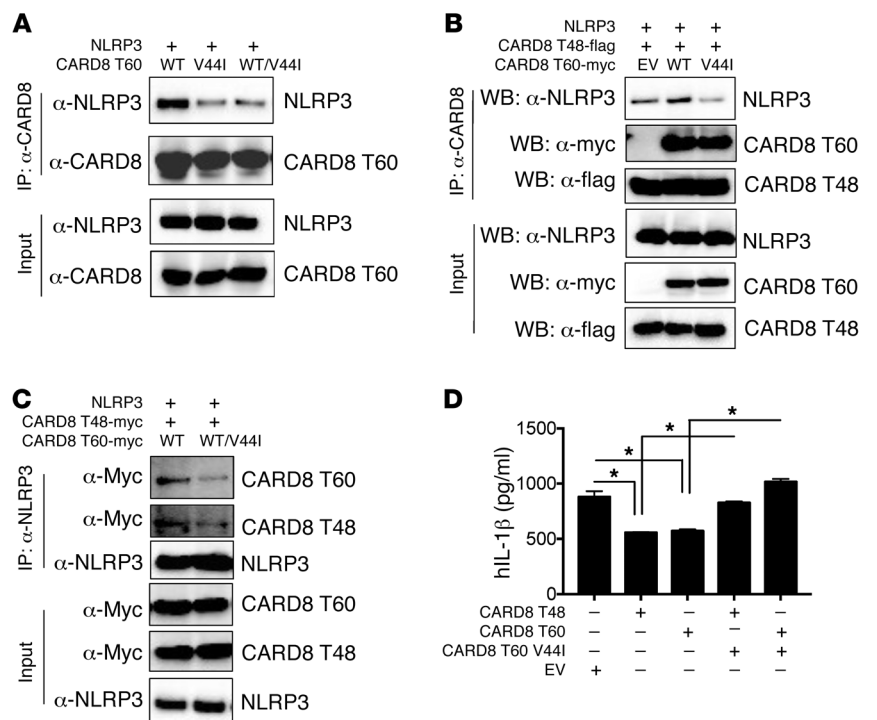 A
NLRP3 + + +
CARD8 T60 WT V44I WT/V44I
IP: α-CARD8
α-NLRP3 NLRP3
α-CARD8 CARD8 T60
Input
α-NLRP3 NLRP3
α-CARD8 CARD8 T60
B
NLRP3 + + +
CARD8 T48-flag + + +
CARD8 T60-myc EV WT V44I
IP: α-CARD8
WB: α-NLRP3 NLRP3
WB: α-myc CARD8 T60
WB: α-flag CARD8 T48
Input
WB: α-NLRP3 NLRP3
WB: α-myc CARD8 T60
WB: α-flag CARD8 T48
C
NLRP3 + +
CARD8 T48-myc + +
CARD8 T60-myc WT WT/V44I
IP: α-NLRP3
α-Myc CARD8 T60
α-Myc CARD8 T48
α-NLRP3 NLRP3
Input
α-Myc CARD8 T60
α-Myc CARD8 T48
α-NLRP3 NLRP3
D
hIL-1β (pg/ml)
1500
1000
500
0
* * * *
CARD8 T48 – + – + –
CARD8 T60 – – + – +
CARD8 T60 V44I – – – + +
EV + – – – –